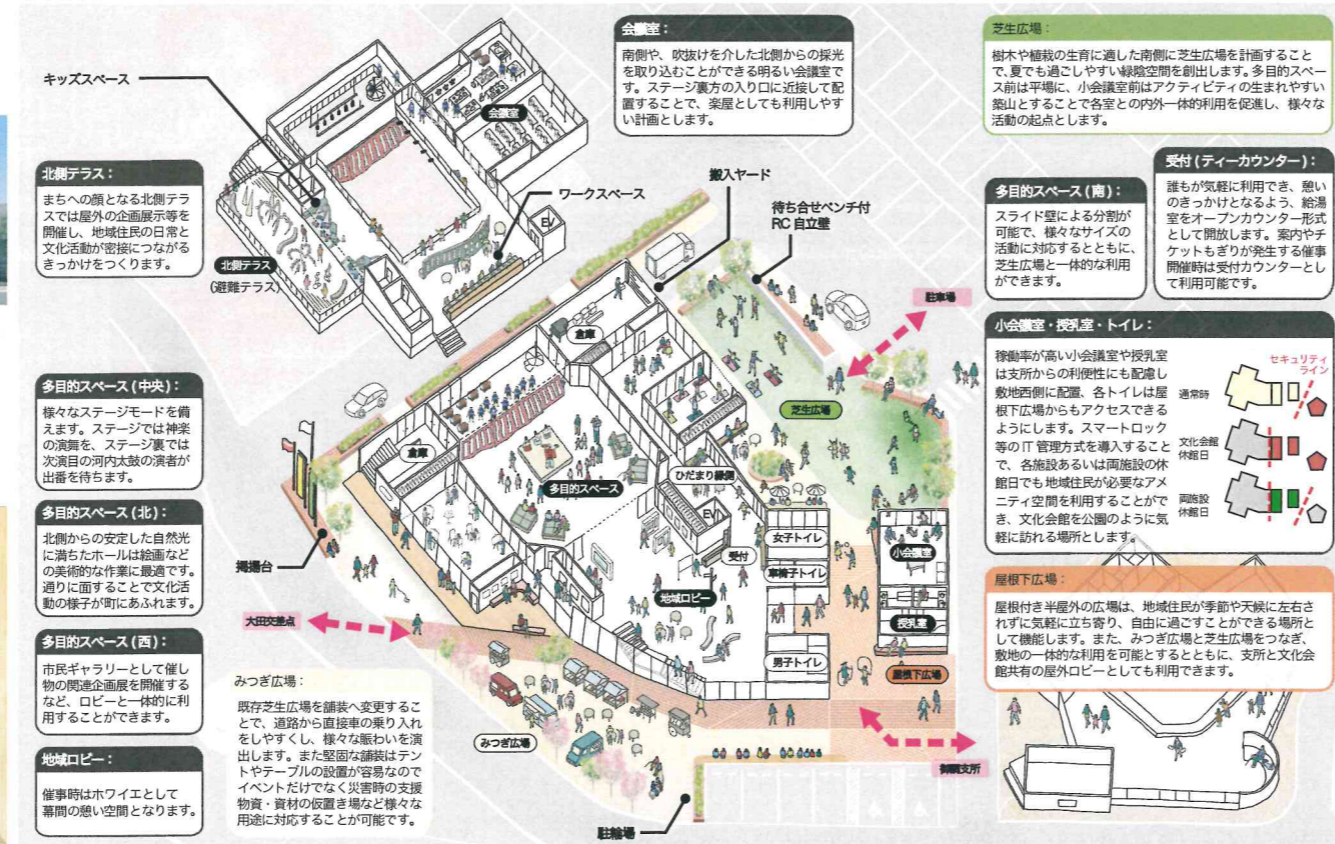 キッズスペース
会議室
北側テラス：
まちへの顔となる北側テラ
スでは屋外の企画展示等を
開催し、地域住民の日常と
文化活動が密接につながる
きっかけをつくります。
北側テラス
(避難テラス)
ワークスペース
EV
会議室：
南側や、吹抜けを介した北側からの採光
を取り込むことができる明るい会議室で
す。ステージ裏方の入り口に近接して配
置することで、楽屋としても利用しやす
い計画とします。
芝生広場：
樹木や植栽の生育に適した南側に芝生広場を計画すること
で、夏でも過ごしやすい緑陰空間を創出します。多目的スペー
ス前は平場に、小会議室前はアクティビティの生まれやすい
築山とすることで各室との内外一体的利用を促進し、様々な
活動の起点とします。
搬入ヤード
待ち合せベンチ付
RC 自立壁
多目的スペース(南)：
スライド壁による分割が
可能で、様々なサイズの
活動に対応するとともに、
芝生広場と一体的な利用
ができます。
受付(ティーカウンター)：
誰もが気軽に利用でき、憩い
のきっかけとなるよう、給湯
室をオープンカウンター形式
として開放します。案内やチ
ケットもぎりが発生する催事
開催時は受付カウンターとし
て利用可能です。
駐車場
小会議室・授乳室・トイレ：
稼働率が高い小会議室や授乳室
は支所からの利便性にも配慮し
敷地西側に配置、各トイレは屋
根下広場からもアクセスできる
ようにします。スマートロック
等の IT 管理方式を導入すること
で、各施設あるいは両施設の休
館日でも地域住民が必要なアメ
ニティ空間を利用することがで
き、文化会館を公園のように気
軽に訪れる場所とします。
セキュリティ
ライン
通常時
文化会館
休館日
両施設
休館日
多目的スペース(中央)：
様々なステージモードを備
えます。ステージでは神楽
の演舞を、ステージ裏では
次演目の河内太鼓の演者が
出番を待ちます。
多目的スペース(北)：
北側からの安定した自然光
に満ちたホールは絵画など
の美術的な作業に最適です。
通りに面することで文化活
動の様子が町にあふれます。
多目的スペース(西)：
市民ギャラリーとして催し
物の関連企画展を開催する
など、ロビーと一体的に利
用することができます。
地域ロビー：
催事時はホワイエとして
幕間の憩い空間となります。
倉庫
倉庫
多目的スペース
ひだまり縁側
EV
受付
地域ロビー
芝生広場
女子トイレ
車椅子トイレ
男子トイレ
小会議室
授乳室
屋根下広場
掲揚台
大田交差点
みつぎ広場：
既存芝生広場を舗装へ変更するこ
とで、道路から直接車の乗り入れ
をしやすくし、様々な賑わいを演
出します。また堅固な舗装はテン
トやテーブルの設置が容易なので
イベントだけでなく災害時の支援
物資・資材の仮置き場など様々な
用途に対応することが可能です。
みつぎ広場
駐輪場
御調支所
屋根下広場：
屋根付き半屋外の広場は、地域住民が季節や天候に左右さ
れずに気軽に立ち寄り、自由に過ごすことができる場所と
して機能します。また、みつぎ広場と芝生広場をつなぎ、
敷地の一体的な利用を可能とするとともに、支所と文化会
館共有の屋外ロビーとしても利用できます。